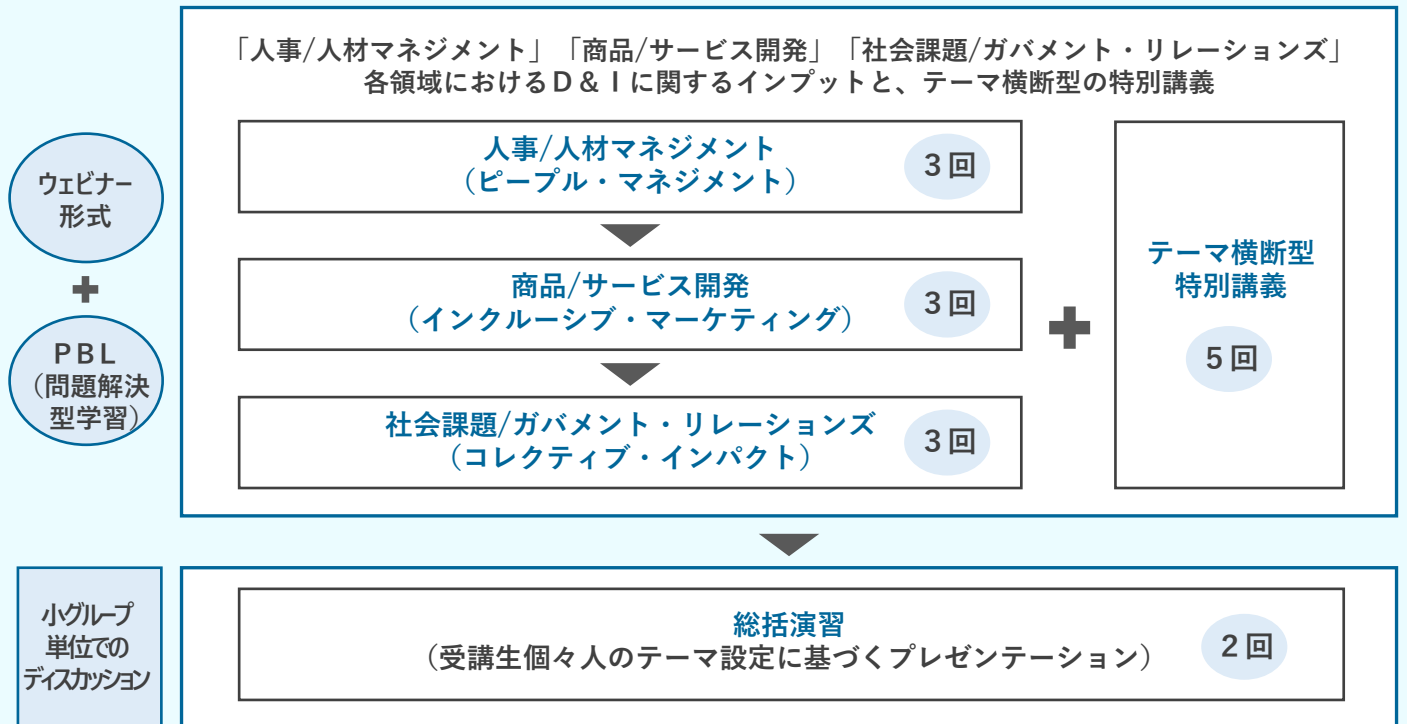 「人事/人材マネジメント」「商品/サービス開発」「社会課題/ガバメント・リレーションズ」
各領域におけるD&Iに関するインプットと、テーマ横断型の特別講義
ウェビナー
形式
+
PBL
(問題解決
型学習)
人事/人材マネジメント
(ピープル・マネジメント)
3回
商品/サービス開発
(インクルーシブ・マーケティング)
3回
社会課題/ガバメント・リレーションズ
(コレクティブ・インパクト)
3回
+
テーマ横断型
特別講義
5回
小グループ
単位での
ディスカッション
総括演習
(受講生個々人のテーマ設定に基づくプレゼンテーション)
2回